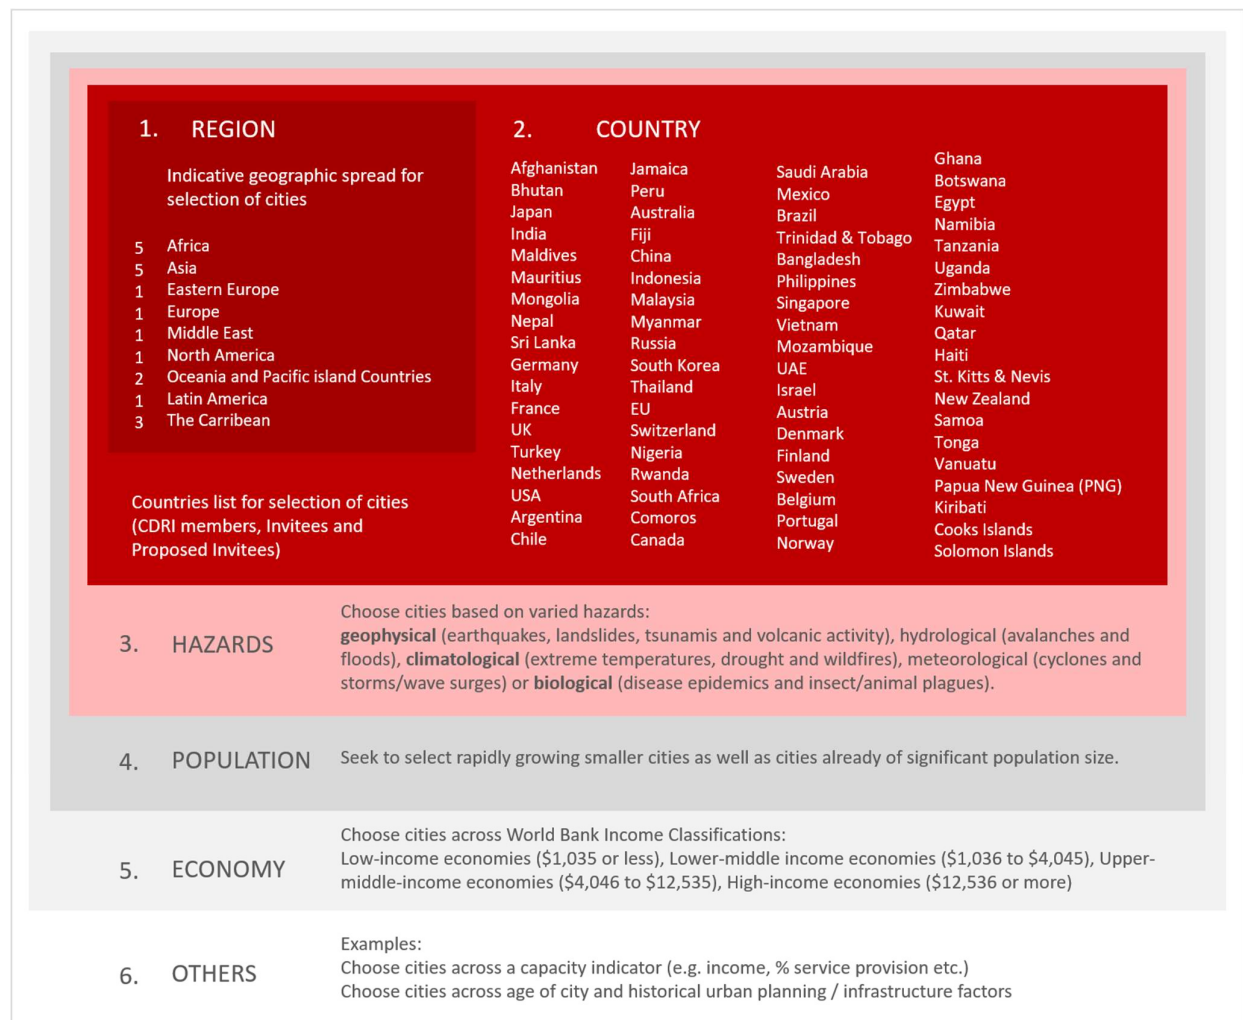 1. REGION
Indicative geographic spread for
selection of cities
5 Africa
5 Asia
1 Eastern Europe
1 Europe
1 Middle East
1 North America
2 Oceania and Pacific island Countries
1 Latin America
3 The Carribean
Countries list for selection of cities
(CDRI members, Invitees and
Proposed Invitees)
2. COUNTRY
Afghanistan
Bhutan
Japan
India
Maldives
Mauritius
Mongolia
Nepal
Sri Lanka
Germany
Italy
France
UK
Turkey
Netherlands
USA
Argentina
Chile
Jamaica
Peru
Australia
Fiji
China
Indonesia
Malaysia
Myanmar
Russia
South Korea
Thailand
EU
Switzerland
Nigeria
Rwanda
South Africa
Comoros
Canada
Saudi Arabia
Mexico
Brazil
Trinidad & Tobago
Bangladesh
Philippines
Singapore
Vietnam
Mozambique
UAE
Israel
Austria
Denmark
Finland
Sweden
Belgium
Portugal
Norway
Ghana
Botswana
Egypt
Namibia
Tanzania
Uganda
Zimbabwe
Kuwait
Qatar
Haiti
St. Kitts & Nevis
New Zealand
Samoa
Tonga
Vanuatu
Papua New Guinea (PNG)
Kiribati
Cooks Islands
Solomon Islands
3. HAZARDS
Choose cities based on varied hazards:
geophysical (earthquakes, landslides, tsunamis and volcanic activity), hydrological (avalanches and
floods), climatological (extreme temperatures, drought and wildfires), meteorological (cyclones and
storms/wave surges) or biological (disease epidemics and insect/animal plagues).
4. POPULATION
Seek to select rapidly growing smaller cities as well as cities already of significant population size.
5. ECONOMY
Choose cities across World Bank Income Classifications:
Low-income economies ($1,035 or less), Lower-middle income economies ($1,036 to $4,045), Upper-
middle-income economies ($4,046 to $12,535), High-income economies ($12,536 or more)
6. OTHERS
Examples:
Choose cities across a capacity indicator (e.g. income, % service provision etc.)
Choose cities across age of city and historical urban planning / infrastructure factors